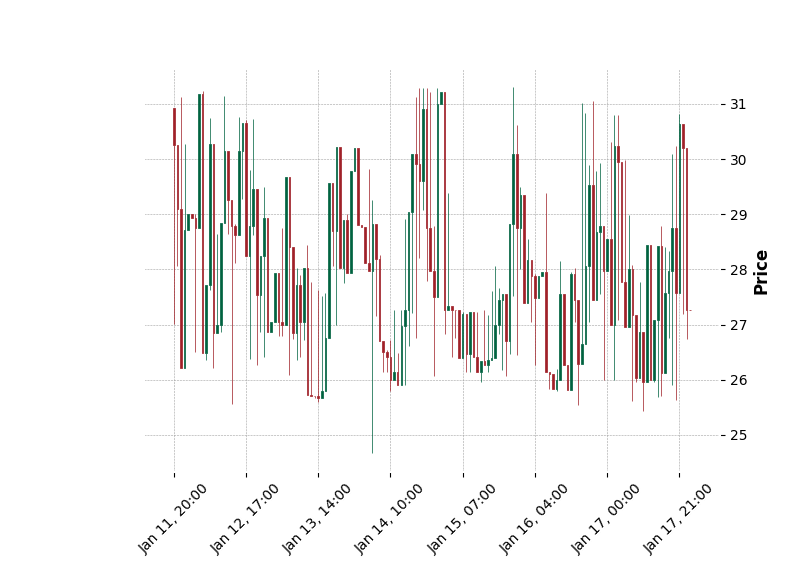 31
30
29
28
27
26
25
Price
Jan 11, 20:00
Jan 12, 17:00
Jan 13, 14:00
Jan 14, 10:00
Jan 15, 07:00
Jan 16, 04:00
Jan 17, 00:00
Jan 17, 21:00